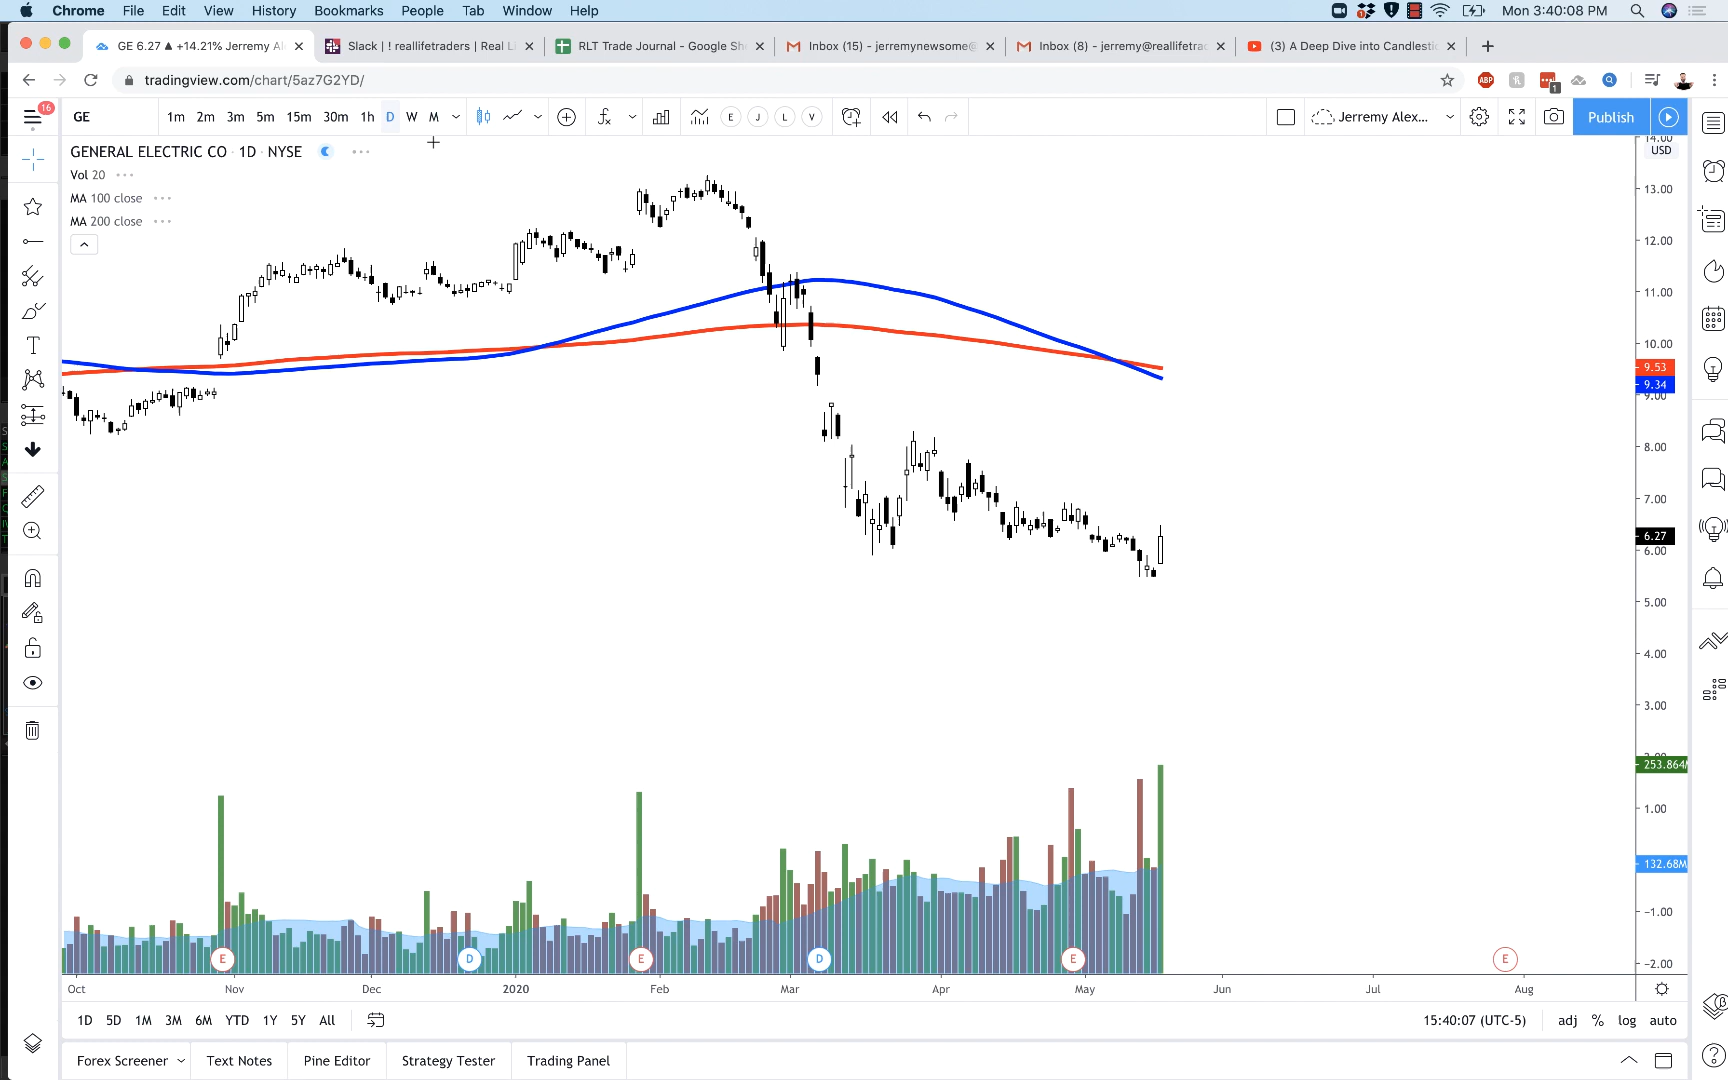 Chrome File Edit View History Bookmarks People Tab Window Help Mon 3:40:08 PM
GE 6.27 ▲ +14.21% Jerremy Al Slack | ! reallifetraders | Real L RLT Trade Journal - Google She Inbox (15) - jerremynewsome@ Inbox (8) - jerremy@reallifetrad (3) A Deep Dive into Candlestic
tradingview.com/chart/5az7G2YD/ ABP 1
16 GE 1m 2m 3m 5m 15m 30m 1h D W M E J L V Jerremy Alex... Publish
GENERAL ELECTRIC CO · 1D · NYSE
Vol 20
MA 100 close
MA 200 close
14.00
USD
13.00
12.00
11.00
10.00
9.53
9.34
9.00
8.00
7.00
6.27
6.00
5.00
4.00
3.00
253.864M
1.00
132.68M
-1.00
-2.00
E D E D E E
Oct Nov Dec 2020 Feb Mar Apr May Jun Jul Aug
1D 5D 1M 3M 6M YTD 1Y 5Y All 15:40:07 (UTC-5) adj % log auto
Forex Screener Text Notes Pine Editor Strategy Tester Trading Panel